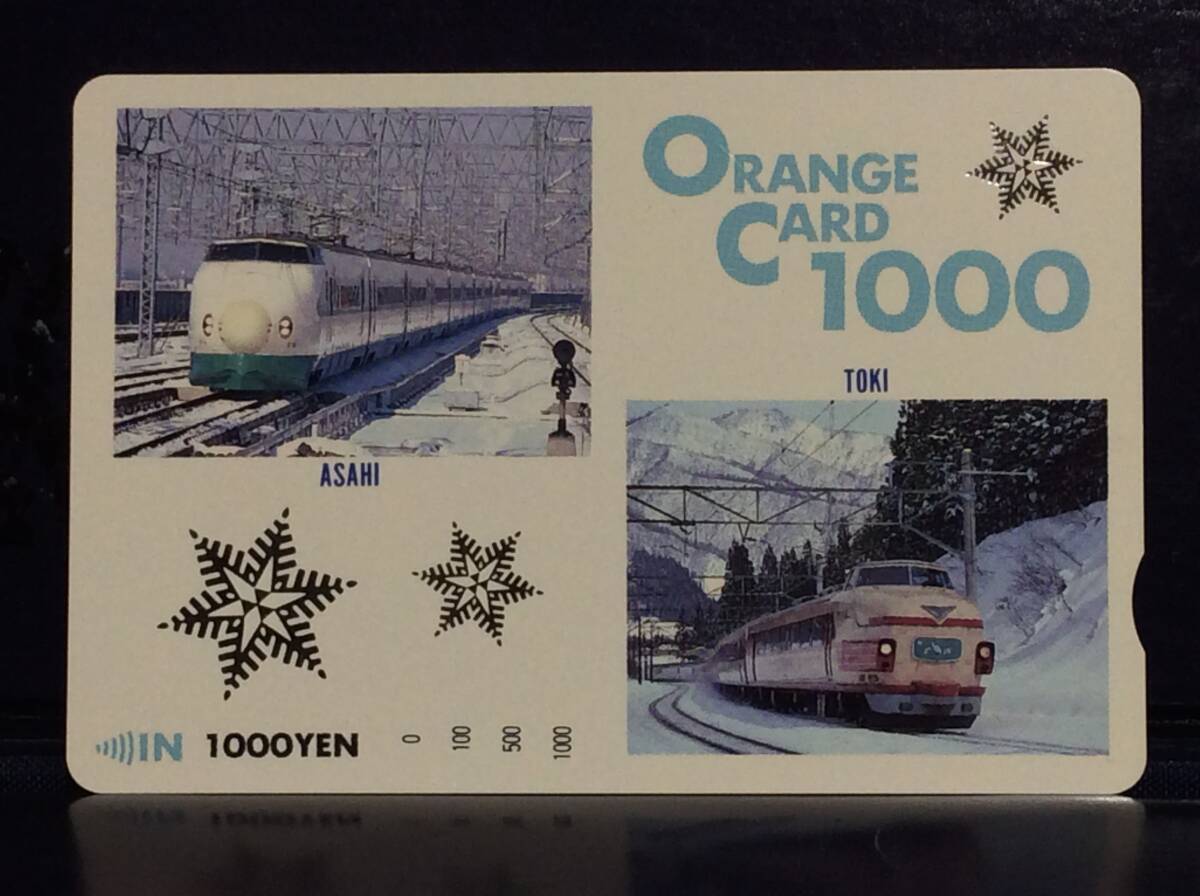 ORANGE
CARD
1000
ASAHI
TOKI
IN 1000YEN 0 100 500 1000